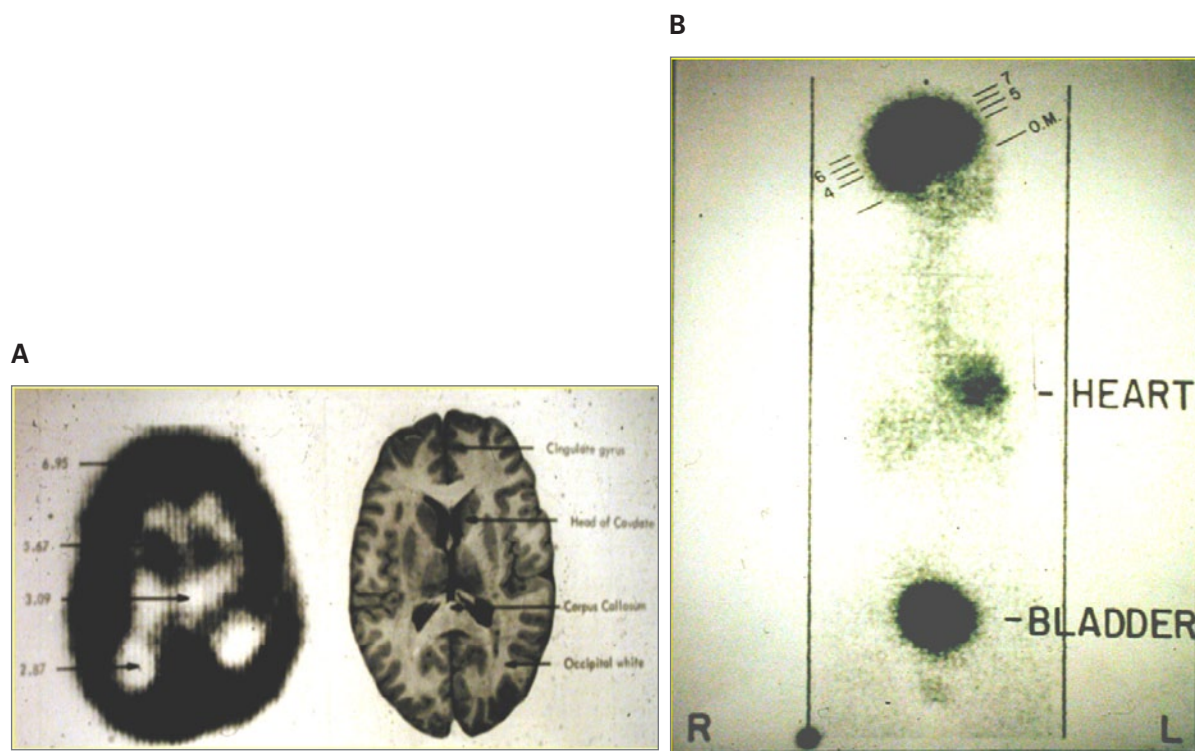 A
6.95
5.67
3.09
2.87
Cingulate gyrus
Head of Caudate
Corpus Callosum
Occipital white
B
7
5
O.M.
6
4
- HEART
-BLADDER
R
L